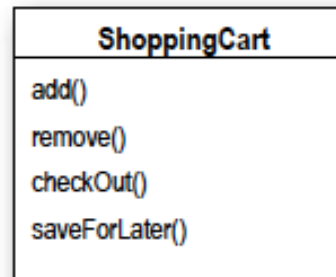 ShoppingCart
add()
remove()
checkOut()
saveForLater()